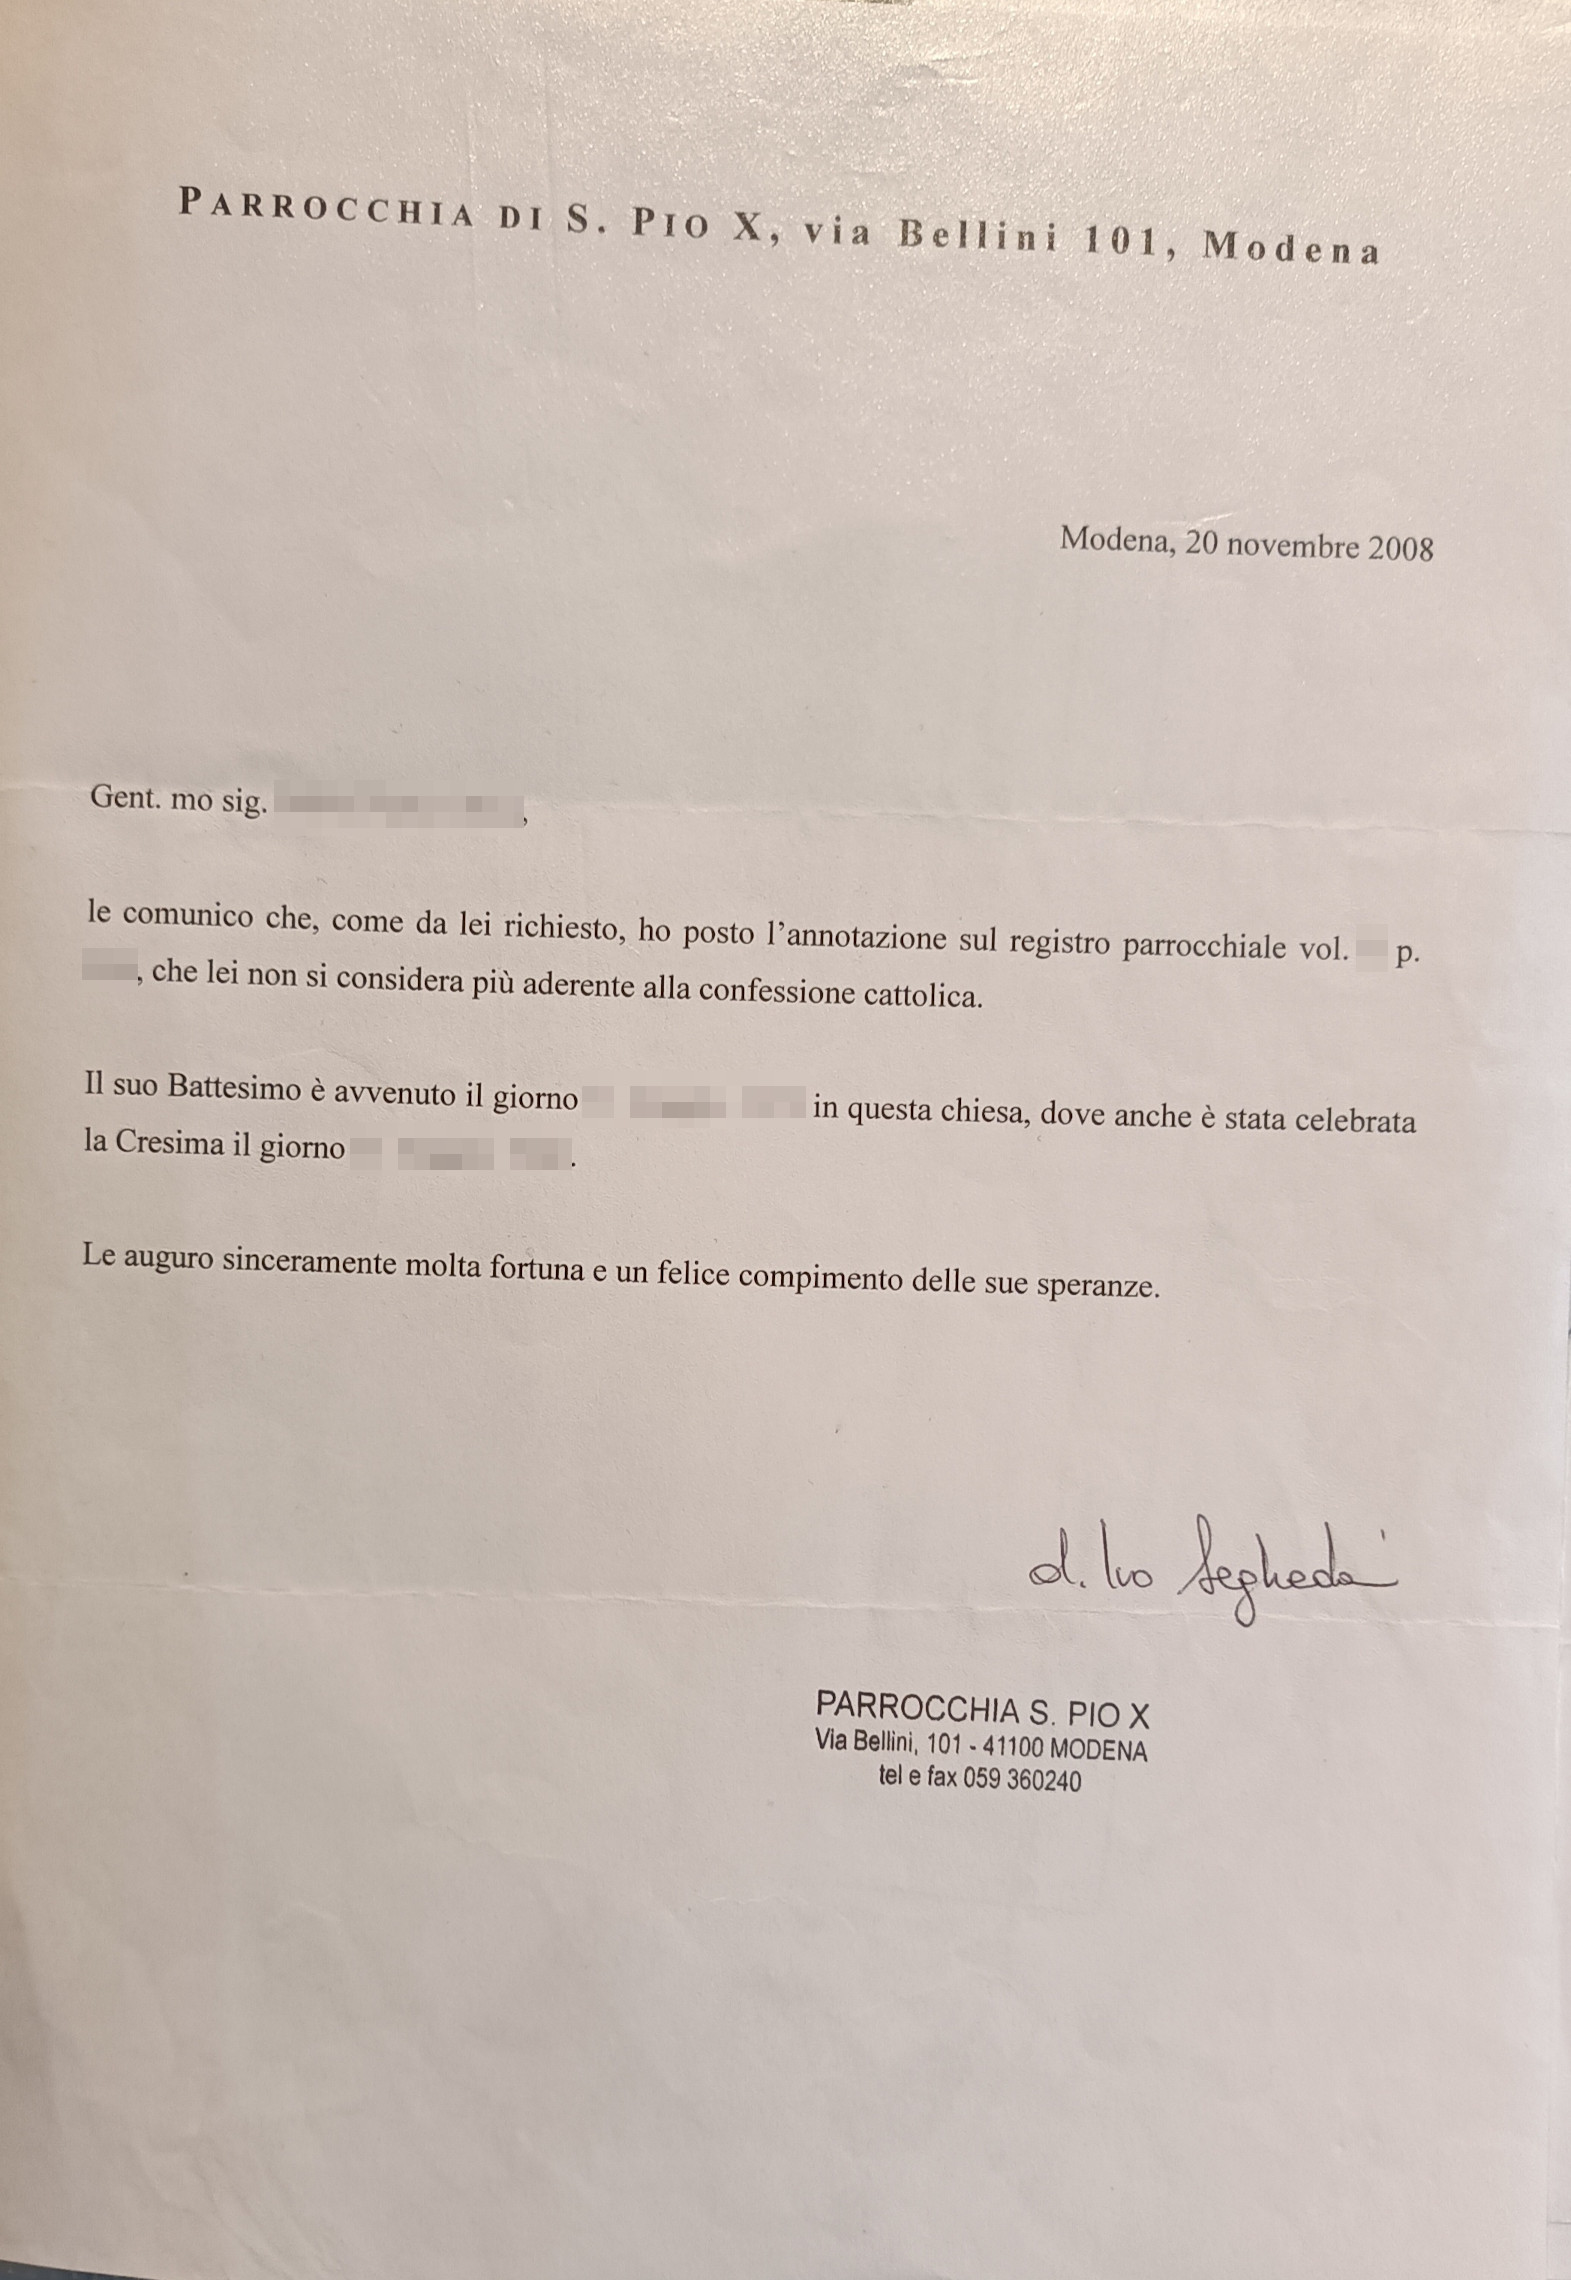 PARROCCHIA DI S. PIO X, via Bellini 101, Modena
Modena, 20 novembre 2008
Gent. mo sig. ,
le comunico che, come da lei richiesto, ho posto l'annotazione sul registro parrocchiale vol. p.
, che lei non si considera più aderente alla confessione cattolica.
Il suo Battesimo è avvenuto il giorno in questa chiesa, dove anche è stata celebrata
la Cresima il giorno .
Le auguro sinceramente molta fortuna e un felice compimento delle sue speranze.
d. Ivo Seghedoni
PARROCCHIA S. PIO X
Via Bellini, 101 - 41100 MODENA
tel e fax 059 360240